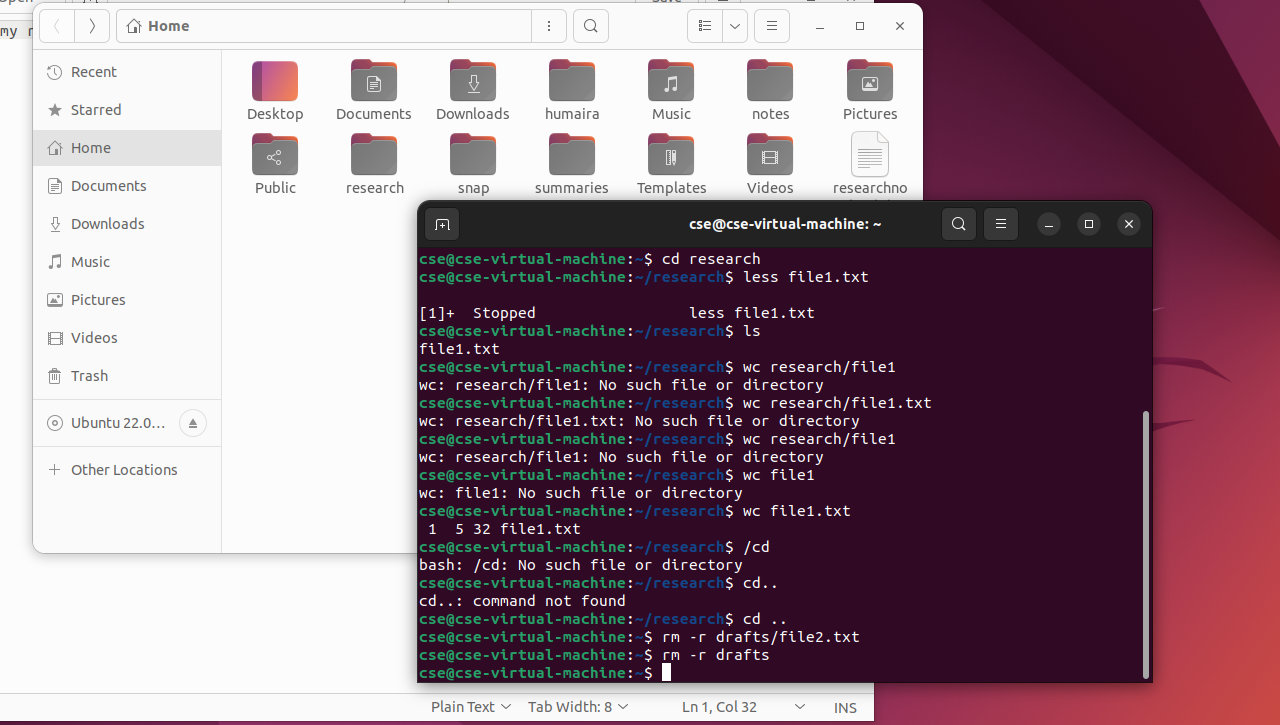 my
Home
Recent
Starred
Home
Documents
Downloads
Music
Pictures
Videos
Trash
Ubuntu 22.0…
Other Locations
Desktop
Documents
Downloads
humaira
Music
notes
Pictures
Public
research
snap
summaries
Templates
Videos
researchno
cse@cse-virtual-machine: ~
cse@cse-virtual-machine:~$ cd research
cse@cse-virtual-machine:~/research$ less file1.txt
[1]+  Stopped                 less file1.txt
cse@cse-virtual-machine:~/research$ ls
file1.txt
cse@cse-virtual-machine:~/research$ wc research/file1
wc: research/file1: No such file or directory
cse@cse-virtual-machine:~/research$ wc research/file1.txt
wc: research/file1.txt: No such file or directory
cse@cse-virtual-machine:~/research$ wc research/file1
wc: research/file1: No such file or directory
cse@cse-virtual-machine:~/research$ wc file1
wc: file1: No such file or directory
cse@cse-virtual-machine:~/research$ wc file1.txt
 1  5 32 file1.txt
cse@cse-virtual-machine:~/research$ /cd
bash: /cd: No such file or directory
cse@cse-virtual-machine:~/research$ cd..
cd..: command not found
cse@cse-virtual-machine:~/research$ cd ..
cse@cse-virtual-machine:~$ rm -r drafts/file2.txt
cse@cse-virtual-machine:~$ rm -r drafts
cse@cse-virtual-machine:~$
Plain Text
Tab Width: 8
Ln 1, Col 32
INS